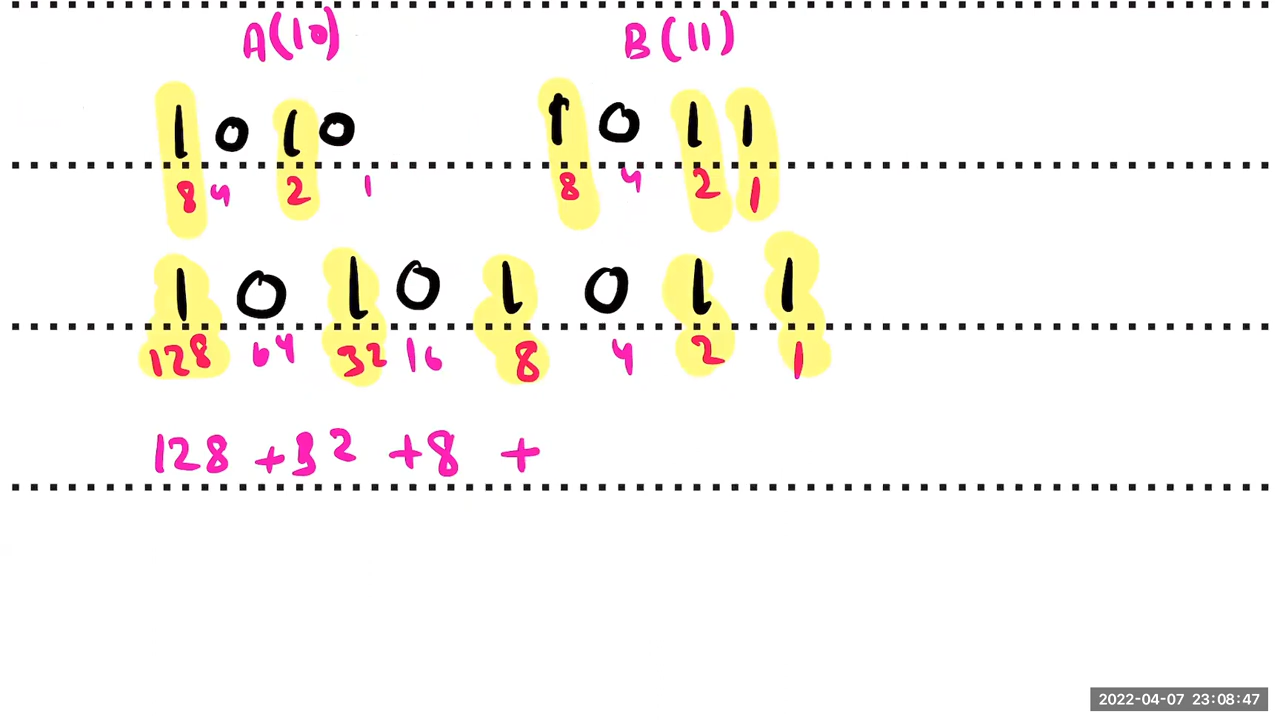 A(10) B(11)
1 0 1 0 1 0 1 1
8 4 2 1 8 4 2 1
1 0 1 0 1 0 1 1
128 64 32 16 8 4 2 1
128 + 32 + 8 +
2022-04-07 23:08:47